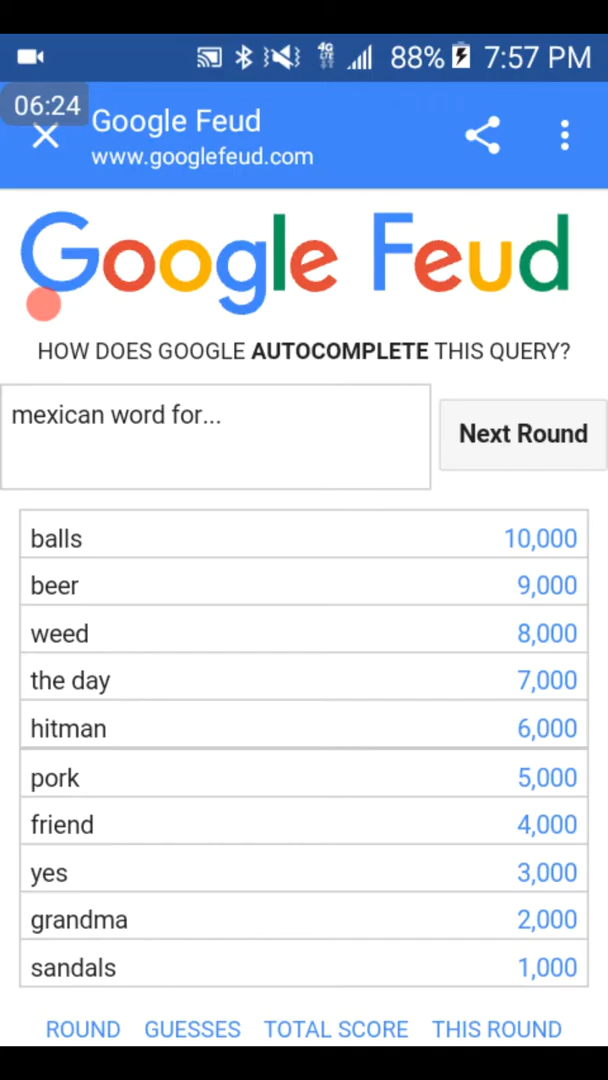 4G LTE 88% 7:57 PM
06:24
Google Feud
www.googlefeud.com
Google Feud
HOW DOES GOOGLE AUTOCOMPLETE THIS QUERY?
mexican word for...
Next Round
balls 10,000
beer 9,000
weed 8,000
the day 7,000
hitman 6,000
pork 5,000
friend 4,000
yes 3,000
grandma 2,000
sandals 1,000
ROUND GUESSES TOTAL SCORE THIS ROUND